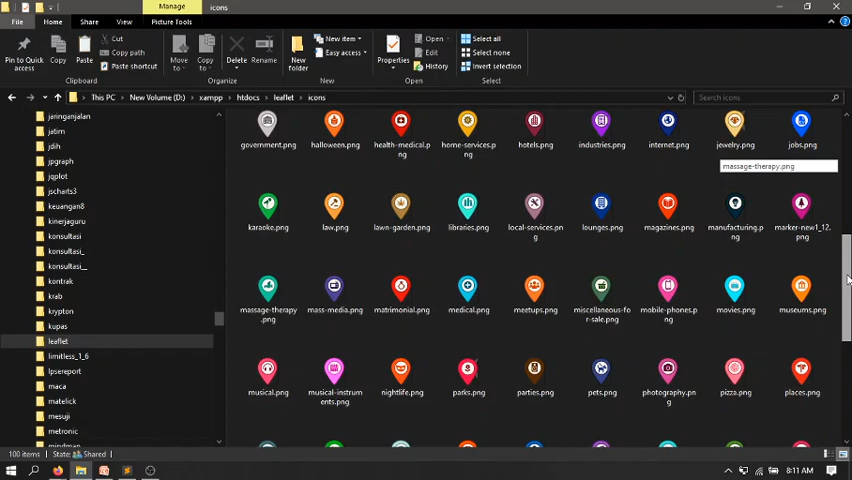 Manage
icons
File
Home
Share
View
Picture Tools
Pin to Quick access
Copy
Paste
Cut
Copy path
Paste shortcut
Clipboard
Move to
Copy to
Delete
Rename
Organize
New folder
New item
Easy access
New
Properties
Open
Edit
History
Open
Select all
Select none
Invert selection
Select
This PC > New Volume (D:) > xampp > htdocs > leaflet > icons
Search icons
jaringanjalan
jatim
jdih
jpgraph
jqplot
jscharts3
keuangan8
kinerjaguru
konsultasi
konsultasi_
konsultasi__
kontrak
krab
krypton
kupas
leaflet
limitless_1_6
lpsereport
maca
matelick
mesuji
metronic
mindman
government.png
halloween.png
health-medical.png
home-services.png
hotels.png
industries.png
internet.png
jewelry.png
jobs.png
massage-therapy.png
karaoke.png
law.png
lawn-garden.png
libraries.png
local-services.png
lounges.png
magazines.png
manufacturing.png
marker-new1_12.png
massage-therapy.png
mass-media.png
matrimonial.png
medical.png
meetups.png
miscellaneous-for-sale.png
mobile-phones.png
movies.png
museums.png
musical.png
musical-instruments.png
nightlife.png
parks.png
parties.png
pets.png
photography.png
pizza.png
places.png
100 items
State: Shared
8:11 AM